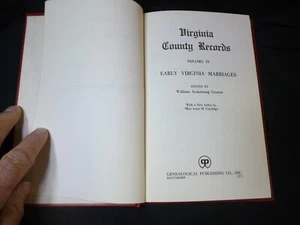 Virginia
County Records
VOLUME IV
EARLY VIRGINIA MARRIAGES
EDITED BY
William Armstrong Crozier
With a New Index by
GENEALOGICAL PUBLISHING CO., INC.
BALTIMORE